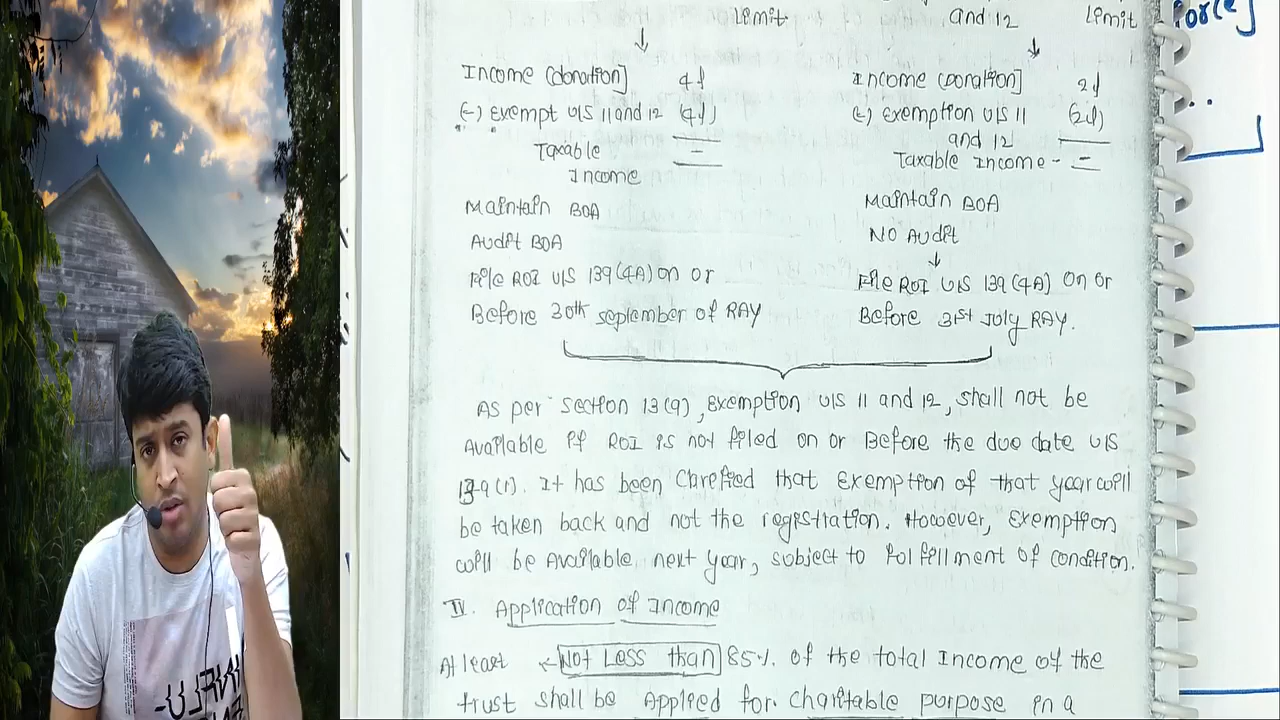 Limit
and 12
Limit
Force]
Income [donation] 4l
(-) exempt U/S 11 and 12 (4l)
Taxable -
Income
Maintain BOA
Audit BOA
File ROI U/S 139(4A) on or
Before 30th september of RAY
Income [Donation] 2l
(-) exemption U/S 11 (2l)
and 12
Taxable Income - -
Maintain BOA
No Audit
File ROI U/S 139(4A) On or
Before 31st July RAY.
As per section 13(9), Exemption U/S 11 and 12, shall not be
Available if ROI is not filed on or Before the due date U/S
139(1) It has been Clarified that Exemption of that year will
be taken back and not the registration. However, Exemption
will be Available next year, subject to fulfillment of condition.
II. Application of Income
At least ← Not Less than 85% of the total Income of the
trust shall be Applied for Charitable purpose in a